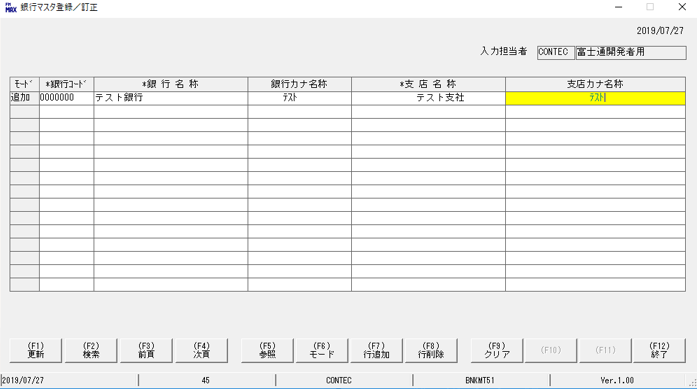 FM MAX 銀行マスタ登録／訂正
2019/07/27
入力担当者 CONTEC 富士通開発者用
ﾓｰﾄﾞ *銀行ｺｰﾄﾞ *銀 行 名 称 銀行カナ名称 *支 店 名 称 支店カナ名称
追加 0000000 テスト銀行 ﾃｽﾄ テスト支社 ﾃｽﾄ
(F1) (F2) (F3) (F4) (F5) (F6) (F7) (F8) (F9) (F10) (F11) (F12)
更新 検索 前頁 次頁 参照 モード 行追加 行削除 クリア 終了
2019/07/27 45 CONTEC BNKMT51 Ver.1.00